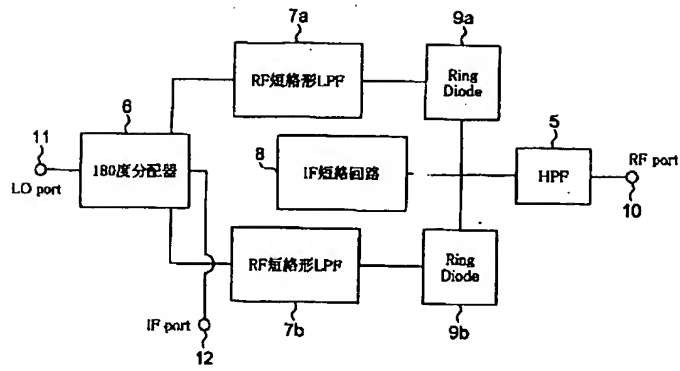 7a
9a
RF短絡形LPF
Ring
Diode
6
11
180度分配器
LO port
8
IF短絡回路
5
HPF
RF port
10
RF短絡形LPF
Ring
Diode
7b
9b
IF port
12